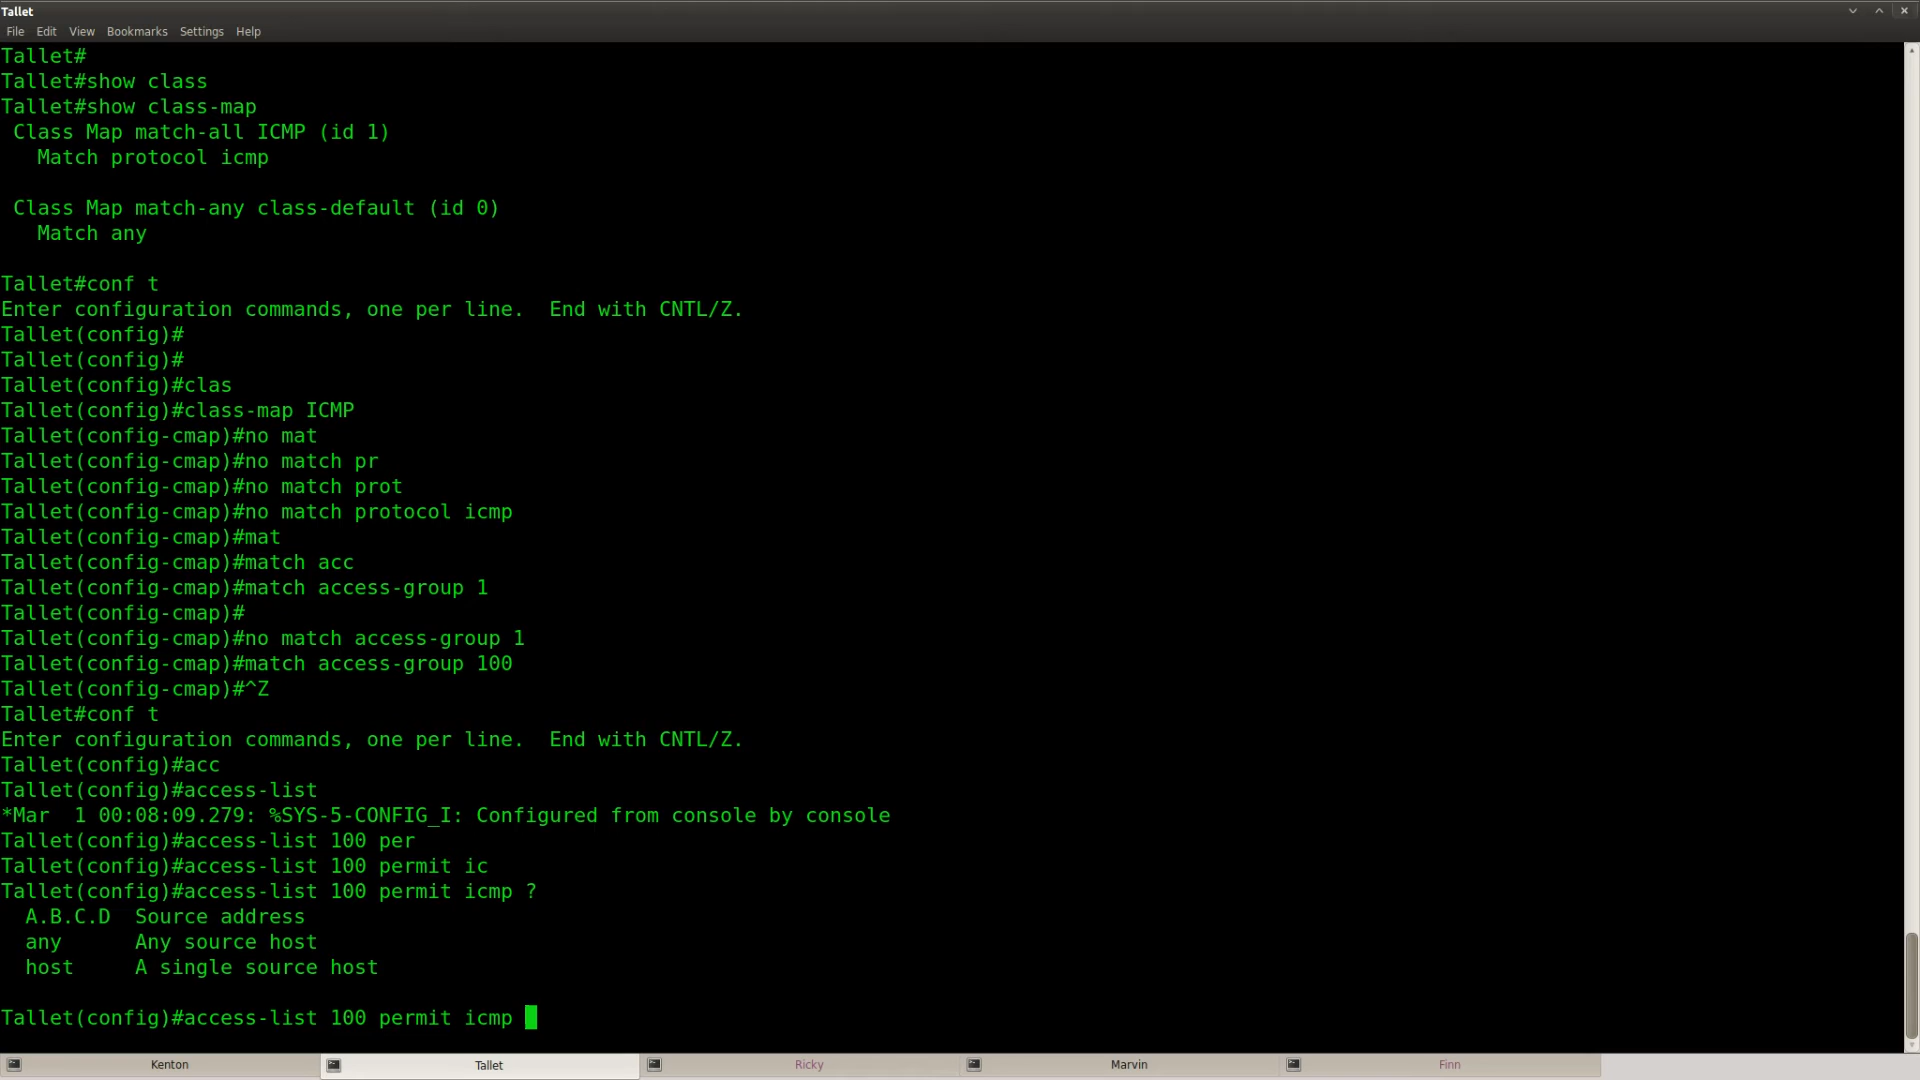 Tallet
File Edit View Bookmarks Settings Help
Tallet#
Tallet#show class
Tallet#show class-map
 Class Map match-all ICMP (id 1)
   Match protocol icmp

 Class Map match-any class-default (id 0)
   Match any

Tallet#conf t
Enter configuration commands, one per line.  End with CNTL/Z.
Tallet(config)#
Tallet(config)#
Tallet(config)#clas
Tallet(config)#class-map ICMP
Tallet(config-cmap)#no mat
Tallet(config-cmap)#no match pr
Tallet(config-cmap)#no match prot
Tallet(config-cmap)#no match protocol icmp
Tallet(config-cmap)#mat
Tallet(config-cmap)#match acc
Tallet(config-cmap)#match access-group 1
Tallet(config-cmap)#
Tallet(config-cmap)#no match access-group 1
Tallet(config-cmap)#match access-group 100
Tallet(config-cmap)#^Z
Tallet#conf t
Enter configuration commands, one per line.  End with CNTL/Z.
Tallet(config)#acc
Tallet(config)#access-list
*Mar  1 00:08:09.279: %SYS-5-CONFIG_I: Configured from console by console
Tallet(config)#access-list 100 per
Tallet(config)#access-list 100 permit ic
Tallet(config)#access-list 100 permit icmp ?
  A.B.C.D  Source address
  any      Any source host
  host     A single source host

Tallet(config)#access-list 100 permit icmp
Kenton Tallet Ricky Marvin Finn